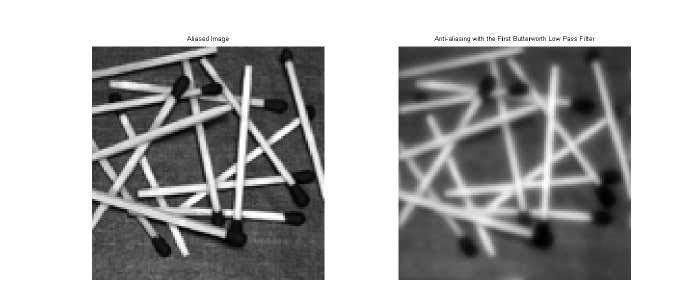 Aliased Image
Anti-aliasing with the First Butterworth Low Pass Filter